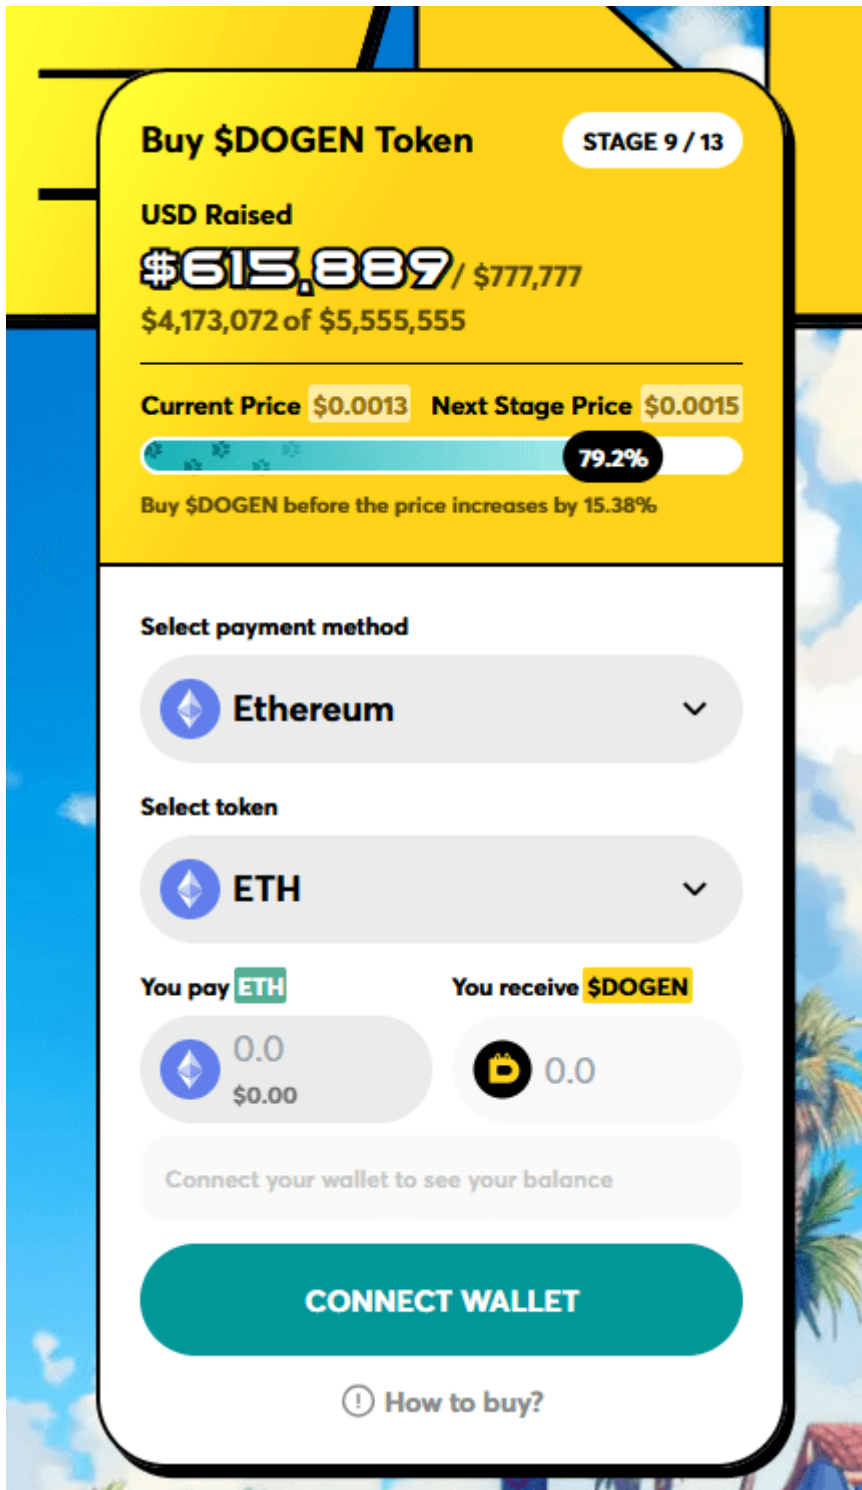 Buy $DOGEN Token
STAGE 9 / 13
USD Raised
$615,889 / $777,777
$4,173,072 of $5,555,555
Current Price $0.0013 Next Stage Price $0.0015
79.2%
Buy $DOGEN before the price increases by 15.38%
Select payment method
Ethereum
Select token
ETH
You pay ETH
You receive $DOGEN
0.0
$0.00
0.0
Connect your wallet to see your balance
CONNECT WALLET
How to buy?